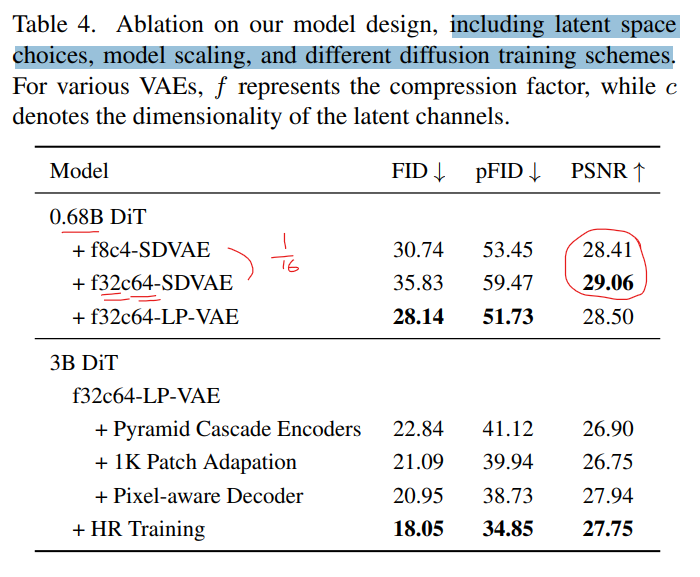 Table 4. Ablation on our model design, including latent space
choices, model scaling, and different diffusion training schemes.
For various VAEs, f represents the compression factor, while c
denotes the dimensionality of the latent channels.
Model FID ↓ pFID ↓ PSNR ↑
0.68B DiT
+ f8c4-SDVAE 30.74 53.45 28.41
1/16
+ f32c64-SDVAE 35.83 59.47 29.06
+ f32c64-LP-VAE 28.14 51.73 28.50
3B DiT
f32c64-LP-VAE
+ Pyramid Cascade Encoders 22.84 41.12 26.90
+ 1K Patch Adapation 21.09 39.94 26.75
+ Pixel-aware Decoder 20.95 38.73 27.94
+ HR Training 18.05 34.85 27.75